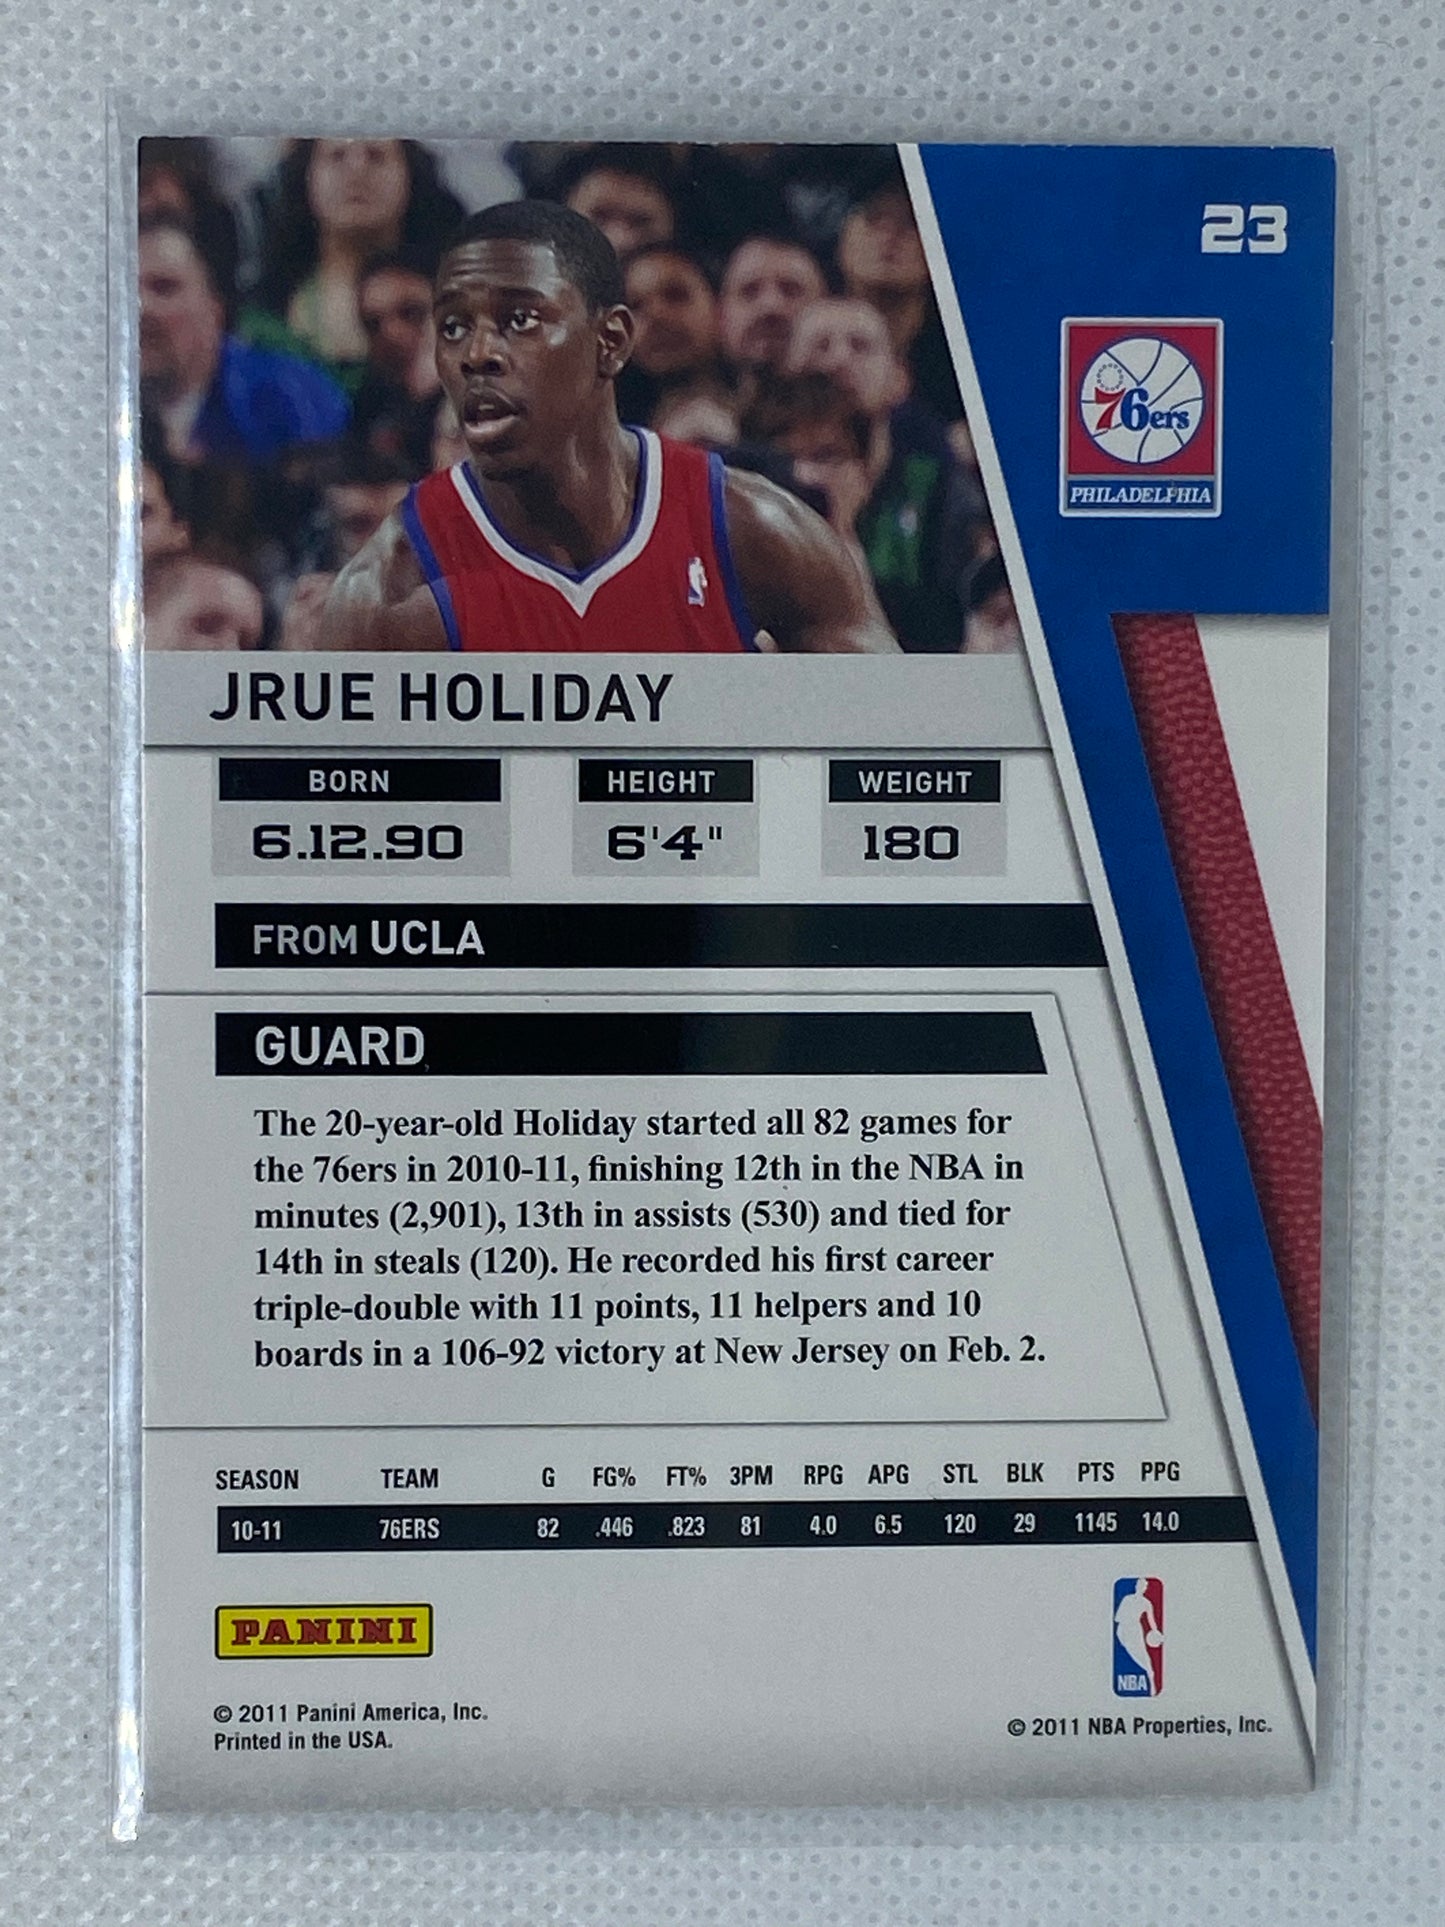 23
76ers
PHILADELPHIA
JRUE HOLIDAY
BORN HEIGHT WEIGHT
6.12.90 6'4" 180
FROM UCLA
GUARD
The 20-year-old Holiday started all 82 games for
the 76ers in 2010-11, finishing 12th in the NBA in
minutes (2,901), 13th in assists (530) and tied for
14th in steals (120). He recorded his first career
triple-double with 11 points, 11 helpers and 10
boards in a 106-92 victory at New Jersey on Feb. 2.
SEASON TEAM G FG% FT% 3PM RPG APG STL BLK PTS PPG
10-11 76ERS 82 .446 .823 81 4.0 6.5 120 29 1145 14.0
PANINI
NBA
© 2011 Panini America, Inc.
Printed in the USA.
© 2011 NBA Properties, Inc.